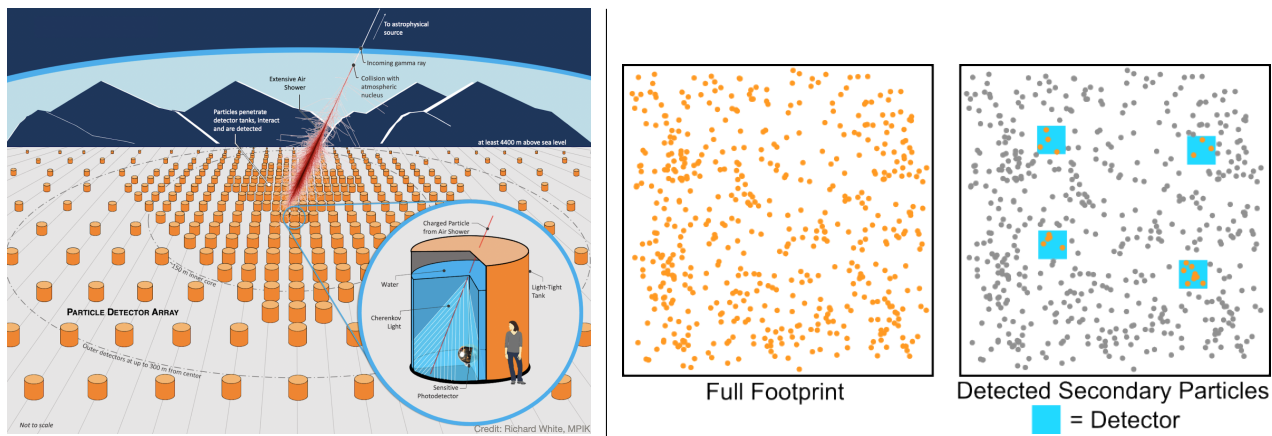 To astrophysical
source
Incoming gamma ray
Collision with
atmospheric
nucleus
Extensive Air
Shower
Particles penetrate
detector tanks, interact
and are detected
at least 4400 m above sea level
150 m inner core
PARTICLE DETECTOR ARRAY
Outer detectors at up to 300 m from center
Charged Particle
from Air Shower
Water
Light-Tight
Tank
Cherenkov
Light
Sensitive
Photodetector
Not to scale
Credit: Richard White, MPIK
Full Footprint
Detected Secondary Particles
= Detector